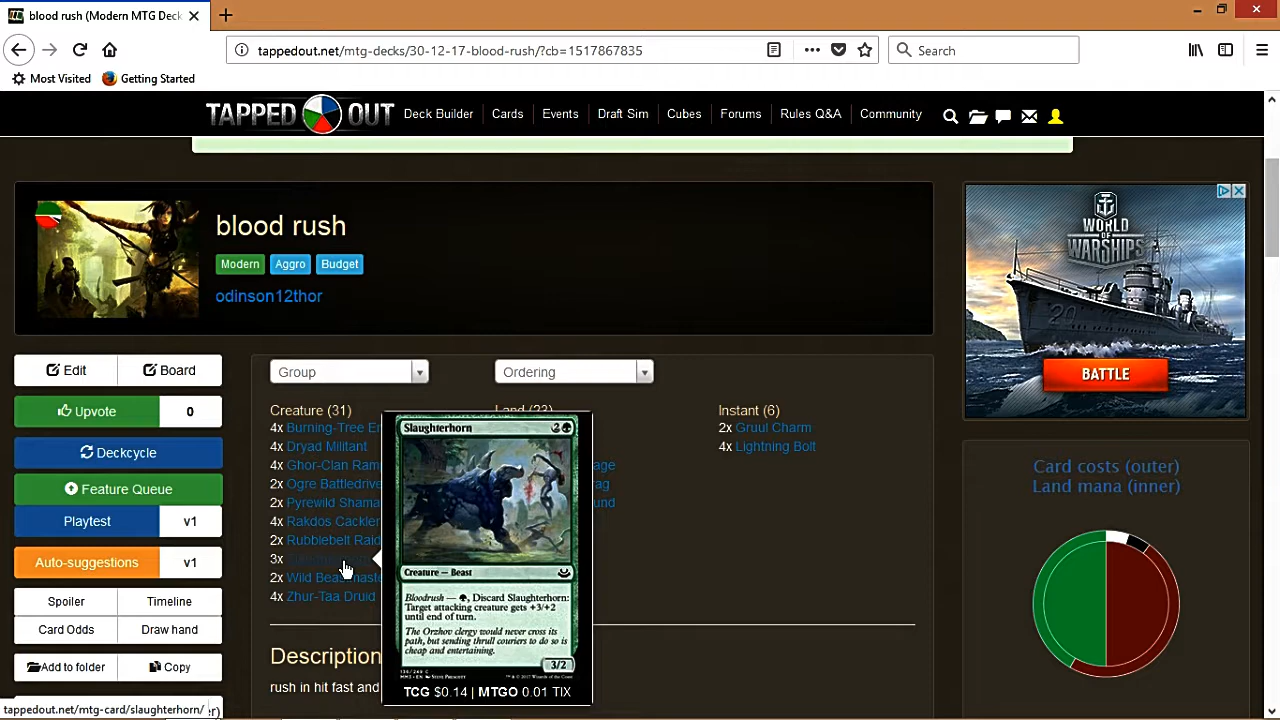 blood rush (Modern MTG Deck
tappedout.net/mtg-decks/30-12-17-blood-rush/?cb=1517867835
Search
Most Visited
Getting Started
TAPPED OUT
Deck Builder
Cards
Events
Draft Sim
Cubes
Forums
Rules Q&A
Community
blood rush
Modern
Aggro
Budget
odinson12thor
WORLD
OF
WARSHIPS
20
BATTLE
Edit
Board
Upvote
0
Deckcycle
Feature Queue
Playtest
v1
Auto-suggestions
v1
Spoiler
Timeline
Card Odds
Draw hand
Add to folder
Copy
Group
Ordering
Creature (31)
4x Burning-Tree Em
4x Dryad Militant
4x Ghor-Clan Ram
2x Ogre Battledrive
2x Pyrewild Shama
4x Rakdos Cackler
2x Rubblebelt Raid
3x
2x Wild Beastmaste
4x Zhur-Taa Druid
Land (23)
age
rag
und
Instant (6)
2x Gruul Charm
4x Lightning Bolt
Slaughterhorn
2
Creature — Beast
Bloodrush — , Discard Slaughterhorn:
Target attacking creature gets +3/+2
until end of turn.
The Orzhov clergy would never cross its
path, but sending thrull couriers to do so is
cheap and entertaining.
3/2
TCG $0.14 | MTGO 0.01 TIX
Card costs (outer)
Land mana (inner)
Description
rush in hit fast and
tappedout.net/mtg-card/slaughterhorn/
r)